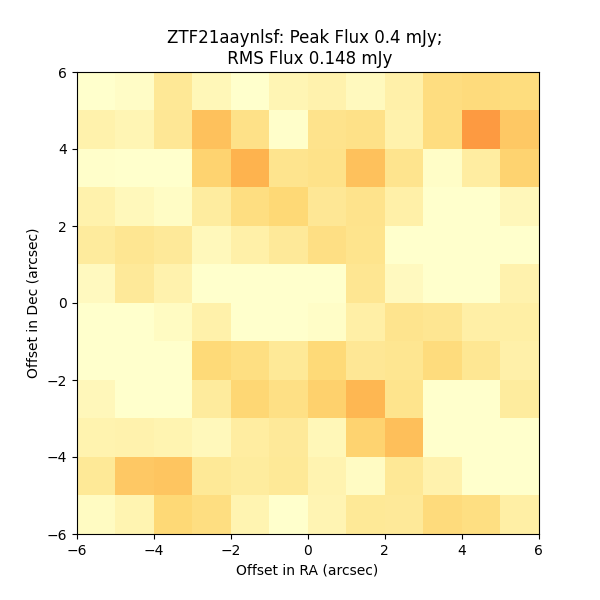 ZTF21aaynlsf: Peak Flux 0.4 mJy;
RMS Flux 0.148 mJy
6
4
2
0
−2
−4
−6
Offset in Dec (arcsec)
−6 −4 −2 0 2 4 6
Offset in RA (arcsec)